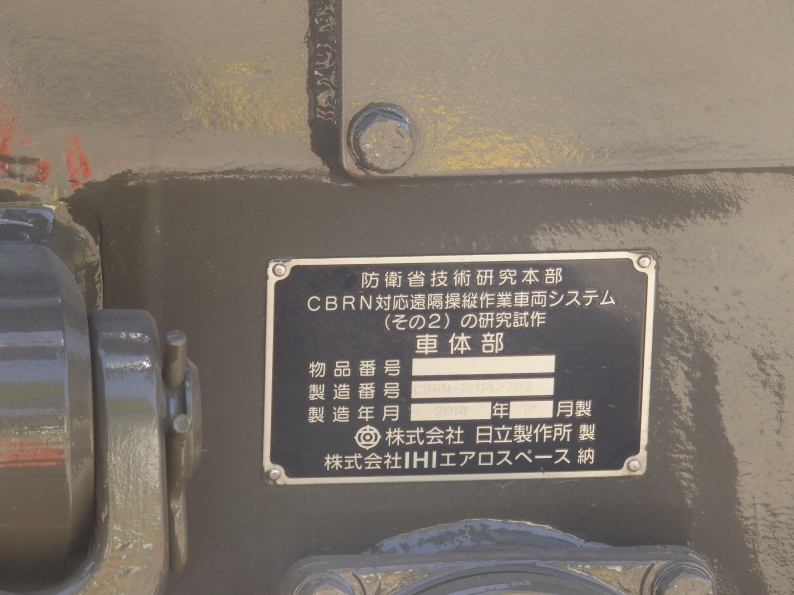 防衛省技術研究本部
CBRN対応遠隔操縦作業車両システム
（その2）の研究試作
車体部
物品番号
製造番号 CBRN-12114270
製造年月 2014 年 10 月製
株式会社 日立製作所 製
株式会社IHIエアロスペース 納